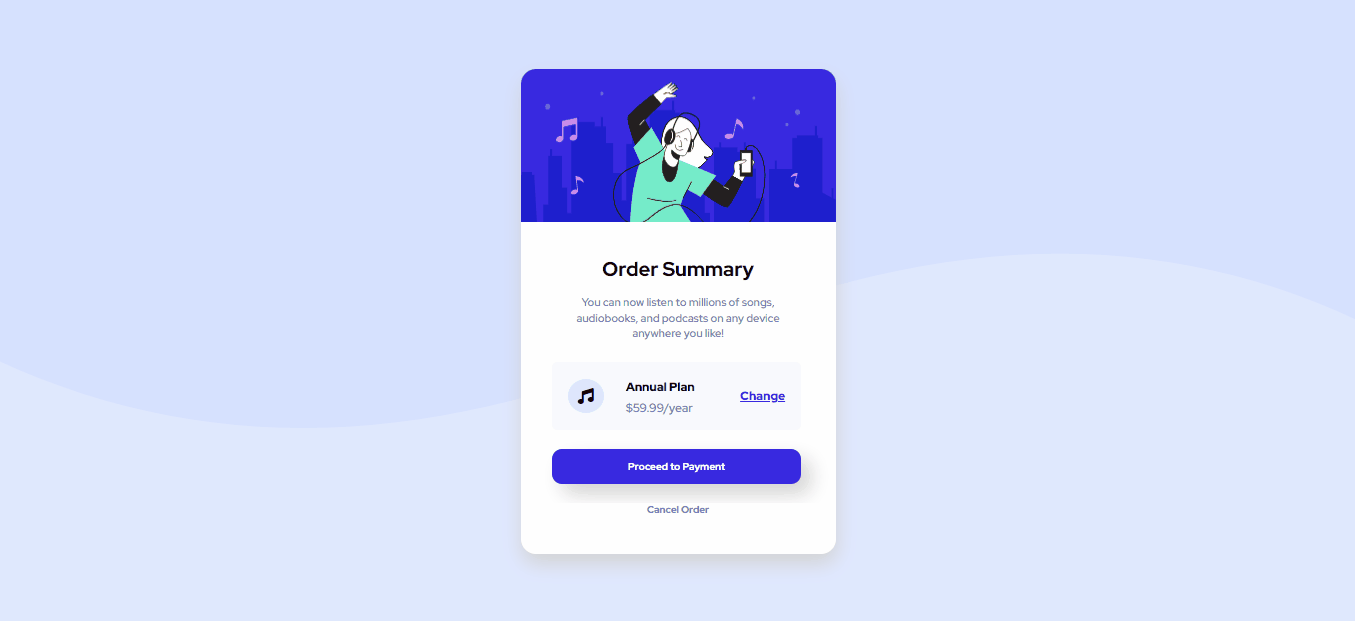 Order Summary
You can now listen to millions of songs,
audiobooks, and podcasts on any device
anywhere you like!
Annual Plan
$59.99/year
Change
Proceed to Payment
Cancel Order